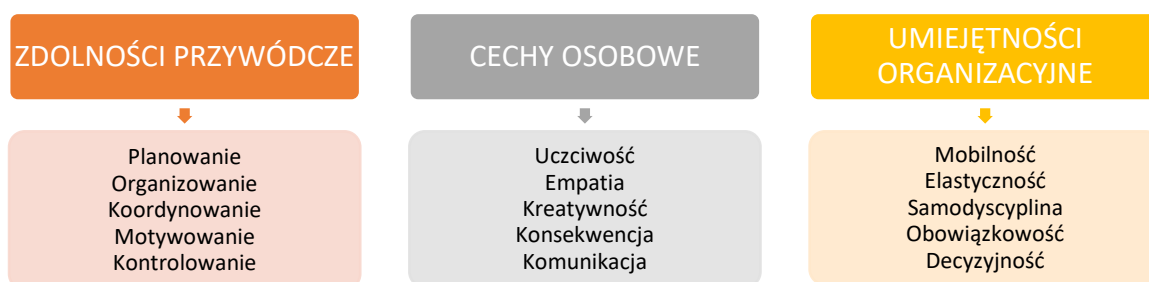 ZDOLNOŚCI PRZYWÓDCZE
Planowanie
Organizowanie
Koordynowanie
Motywowanie
Kontrolowanie
CECHY OSOBOWE
Uczciwość
Empatia
Kreatywność
Konsekwencja
Komunikacja
UMIEJĘTNOŚCI
ORGANIZACYJNE
Mobilność
Elastyczność
Samodyscyplina
Obowiązkowość
Decyzyjność